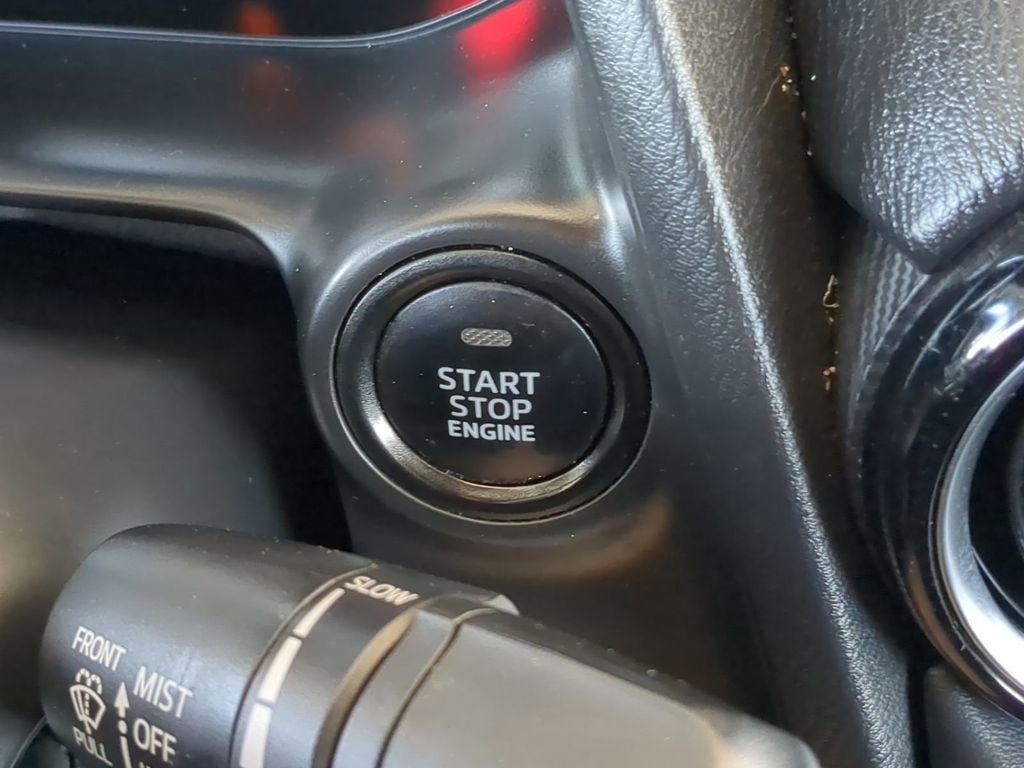 START
STOP
ENGINE
SLOW
FRONT
MIST
OFF
PULL